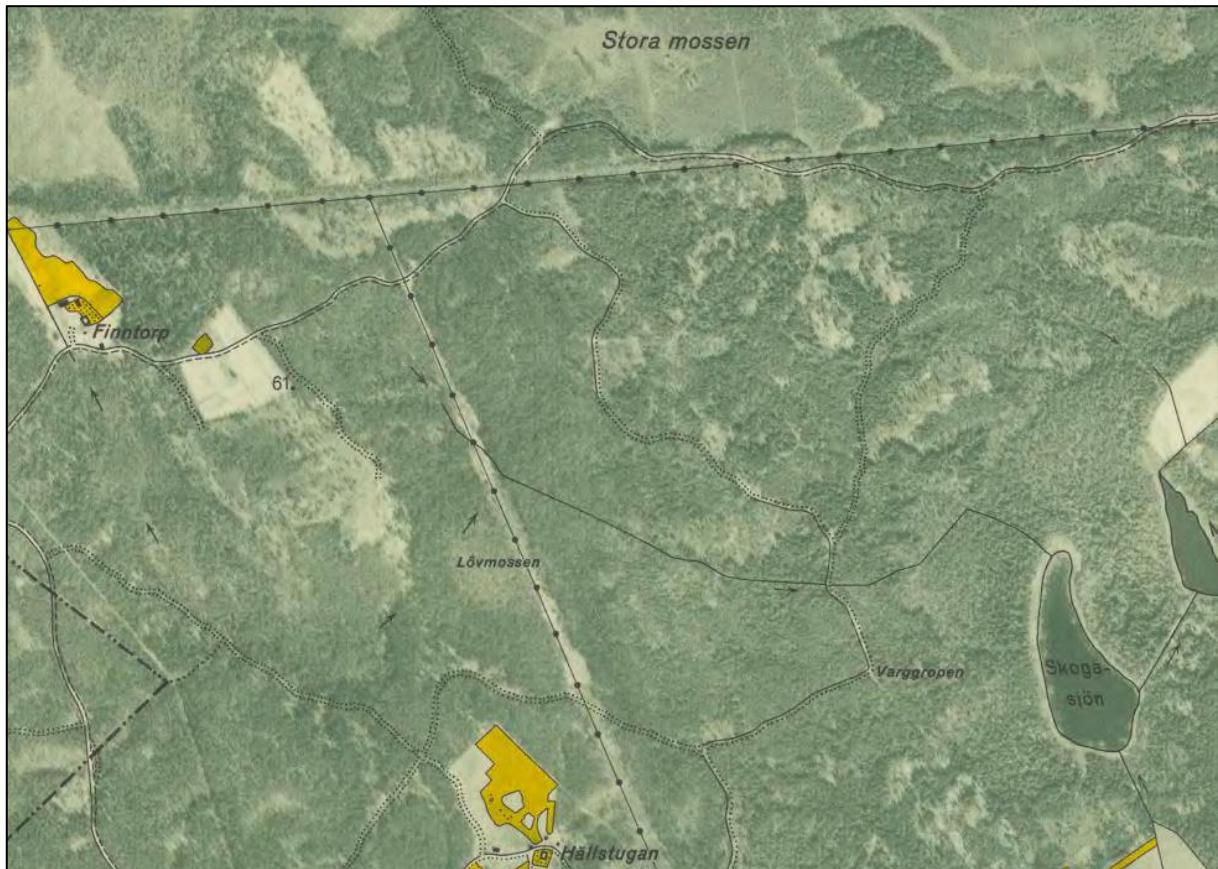 Stora mossen
Finntorp
61.
Lövmossen
Varggropen
Skoga-
sjön
Hällstugan